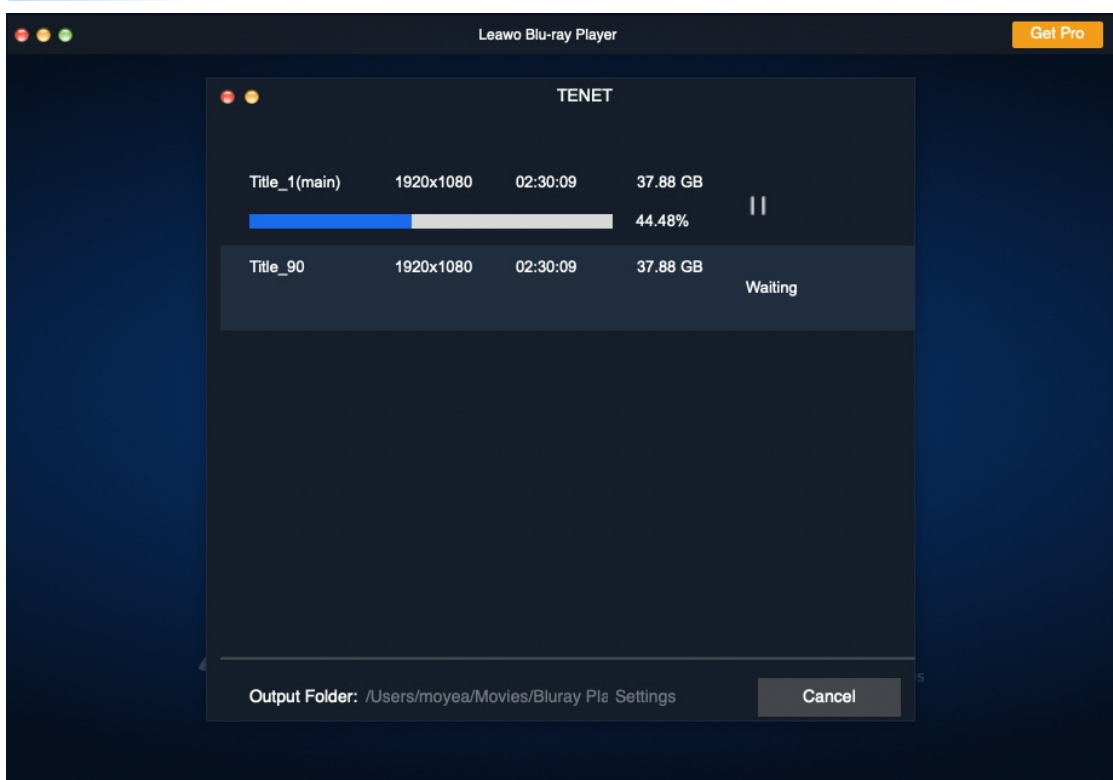 Leawo Blu-ray Player
Get Pro
TENET
Title_1(main) 1920x1080 02:30:09 37.88 GB
44.48%
Title_90 1920x1080 02:30:09 37.88 GB
Waiting
Output Folder: /Users/moyea/Movies/Bluray Pla Settings
Cancel